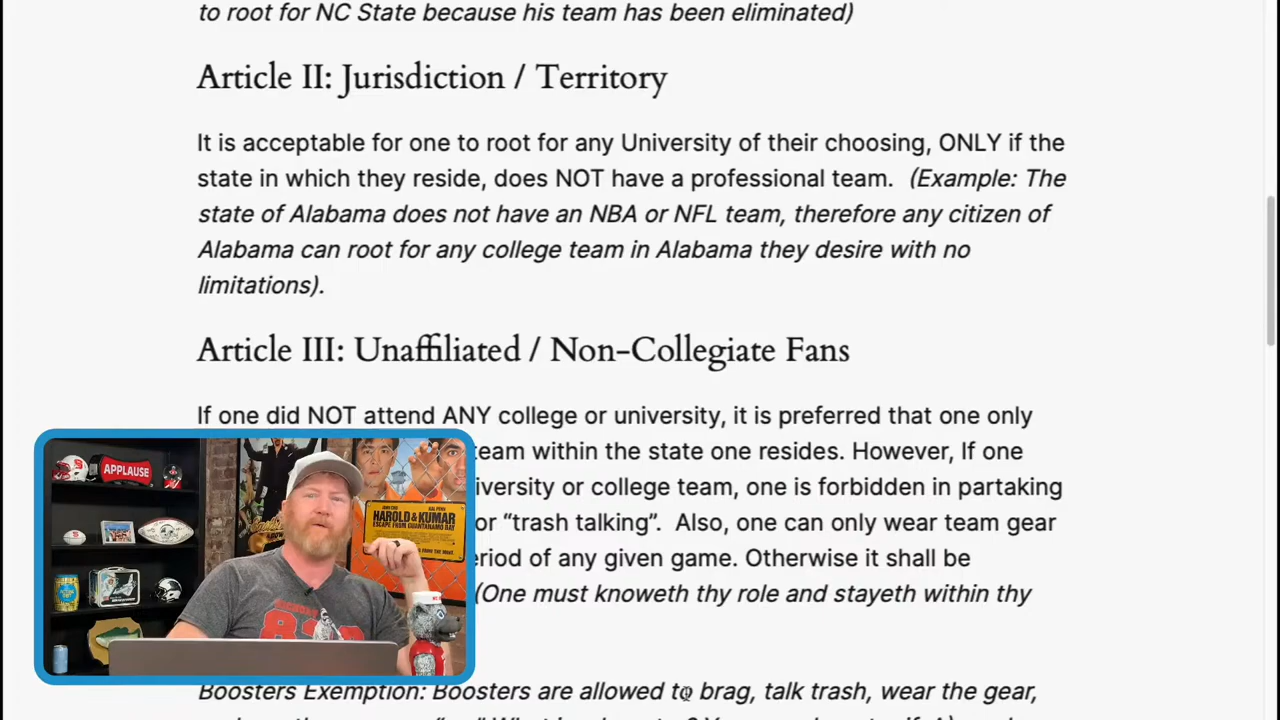 to root for NC State because his team has been eliminated)
Article II: Jurisdiction / Territory
It is acceptable for one to root for any University of their choosing, ONLY if the
state in which they reside, does NOT have a professional team. (Example: The
state of Alabama does not have an NBA or NFL team, therefore any citizen of
Alabama can root for any college team in Alabama they desire with no
limitations).
Article III: Unaffiliated / Non-Collegiate Fans
If one did NOT attend ANY college or university, it is preferred that one only
team within the state one resides. However, If one
iversity or college team, one is forbidden in partaking
or “trash talking”. Also, one can only wear team gear
eriod of any given game. Otherwise it shall be
(One must knoweth thy role and stayeth within thy
APPLAUSE
HAROLD & KUMAR
ESCAPE FROM GUANTANAMO BAY
Boosters Exemption: Boosters are allowed to brag, talk trash, wear the gear,